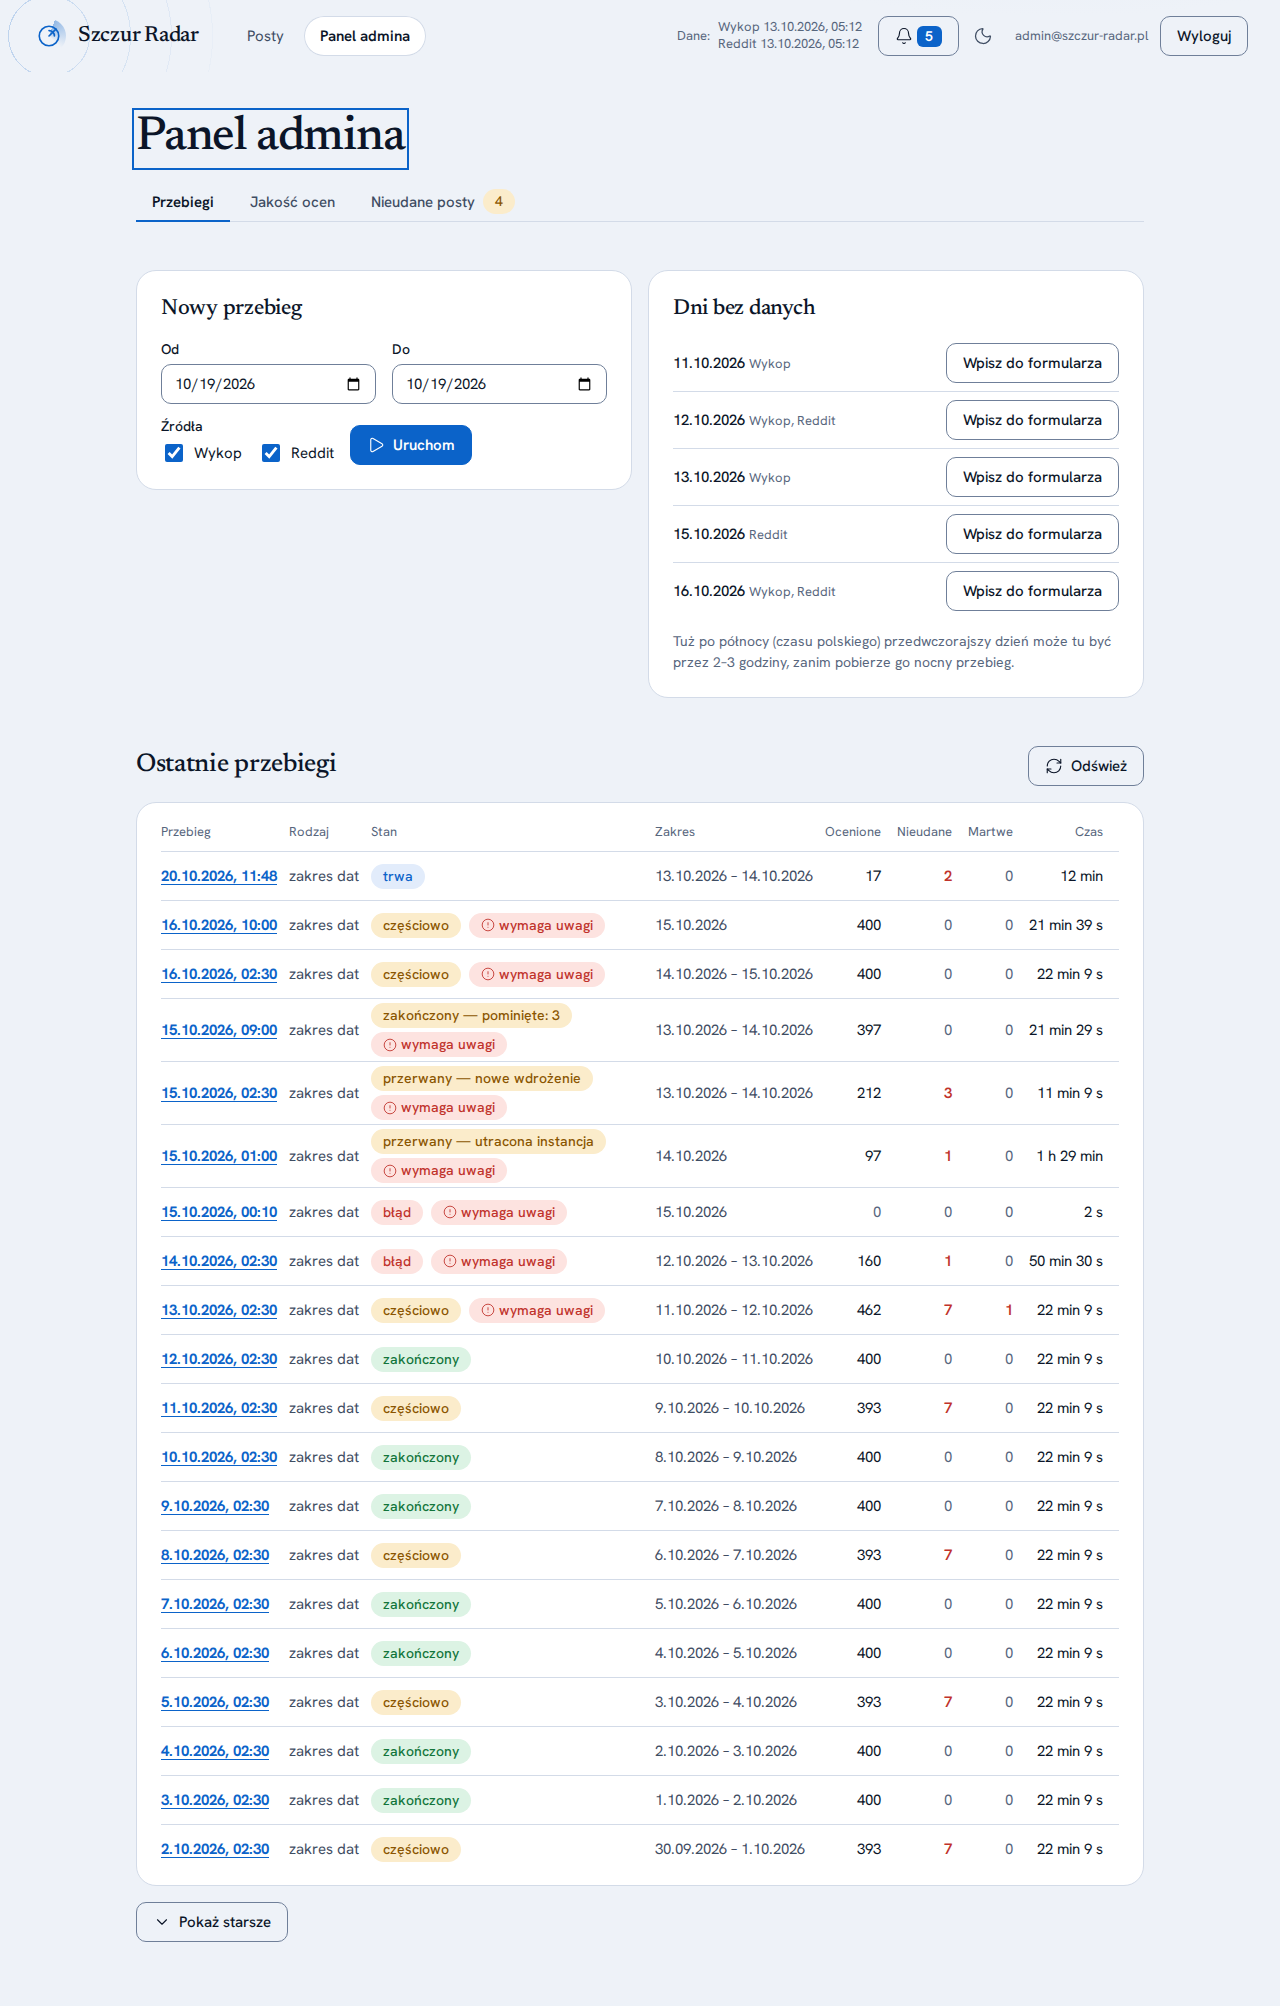 Szczur Radar Posty Panel admina Dane: Wykop 13.10.2026, 05:12 5 admin@szczur-radar.pl Wyloguj
Reddit 13.10.2026, 05:12
Panel admina
Przebiegi Jakość ocen Nieudane posty 4
Nowy przebieg
Od Do
10/19/2026 10/19/2026
Źródła
Wykop Reddit Uruchom
Dni bez danych
11.10.2026 Wykop Wpisz do formularza
12.10.2026 Wykop, Reddit Wpisz do formularza
13.10.2026 Wykop Wpisz do formularza
15.10.2026 Reddit Wpisz do formularza
16.10.2026 Wykop, Reddit Wpisz do formularza
Tuż po północy (czasu polskiego) przedwczorajszy dzień może tu być
przez 2–3 godziny, zanim pobierze go nocny przebieg.
Ostatnie przebiegi Odśwież
Przebieg Rodzaj Stan Zakres Ocenione Nieudane Martwe Czas
20.10.2026, 11:48 zakres dat trwa 13.10.2026 – 14.10.2026 17 2 0 12 min
16.10.2026, 10:00 zakres dat częściowo wymaga uwagi 15.10.2026 400 0 0 21 min 39 s
16.10.2026, 02:30 zakres dat częściowo wymaga uwagi 14.10.2026 – 15.10.2026 400 0 0 22 min 9 s
15.10.2026, 09:00 zakres dat zakończony — pominięte: 3 13.10.2026 – 14.10.2026 397 0 0 21 min 29 s
wymaga uwagi
15.10.2026, 02:30 zakres dat przerwany — nowe wdrożenie 13.10.2026 – 14.10.2026 212 3 0 11 min 9 s
wymaga uwagi
15.10.2026, 01:00 zakres dat przerwany — utracona instancja 14.10.2026 97 1 0 1 h 29 min
wymaga uwagi
15.10.2026, 00:10 zakres dat błąd wymaga uwagi 15.10.2026 0 0 0 2 s
14.10.2026, 02:30 zakres dat błąd wymaga uwagi 12.10.2026 – 13.10.2026 160 1 0 50 min 30 s
13.10.2026, 02:30 zakres dat częściowo wymaga uwagi 11.10.2026 – 12.10.2026 462 7 1 22 min 9 s
12.10.2026, 02:30 zakres dat zakończony 10.10.2026 – 11.10.2026 400 0 0 22 min 9 s
11.10.2026, 02:30 zakres dat częściowo 9.10.2026 – 10.10.2026 393 7 0 22 min 9 s
10.10.2026, 02:30 zakres dat zakończony 8.10.2026 – 9.10.2026 400 0 0 22 min 9 s
9.10.2026, 02:30 zakres dat zakończony 7.10.2026 – 8.10.2026 400 0 0 22 min 9 s
8.10.2026, 02:30 zakres dat częściowo 6.10.2026 – 7.10.2026 393 7 0 22 min 9 s
7.10.2026, 02:30 zakres dat zakończony 5.10.2026 – 6.10.2026 400 0 0 22 min 9 s
6.10.2026, 02:30 zakres dat zakończony 4.10.2026 – 5.10.2026 400 0 0 22 min 9 s
5.10.2026, 02:30 zakres dat częściowo 3.10.2026 – 4.10.2026 393 7 0 22 min 9 s
4.10.2026, 02:30 zakres dat zakończony 2.10.2026 – 3.10.2026 400 0 0 22 min 9 s
3.10.2026, 02:30 zakres dat zakończony 1.10.2026 – 2.10.2026 400 0 0 22 min 9 s
2.10.2026, 02:30 zakres dat częściowo 30.09.2026 – 1.10.2026 393 7 0 22 min 9 s
Pokaż starsze